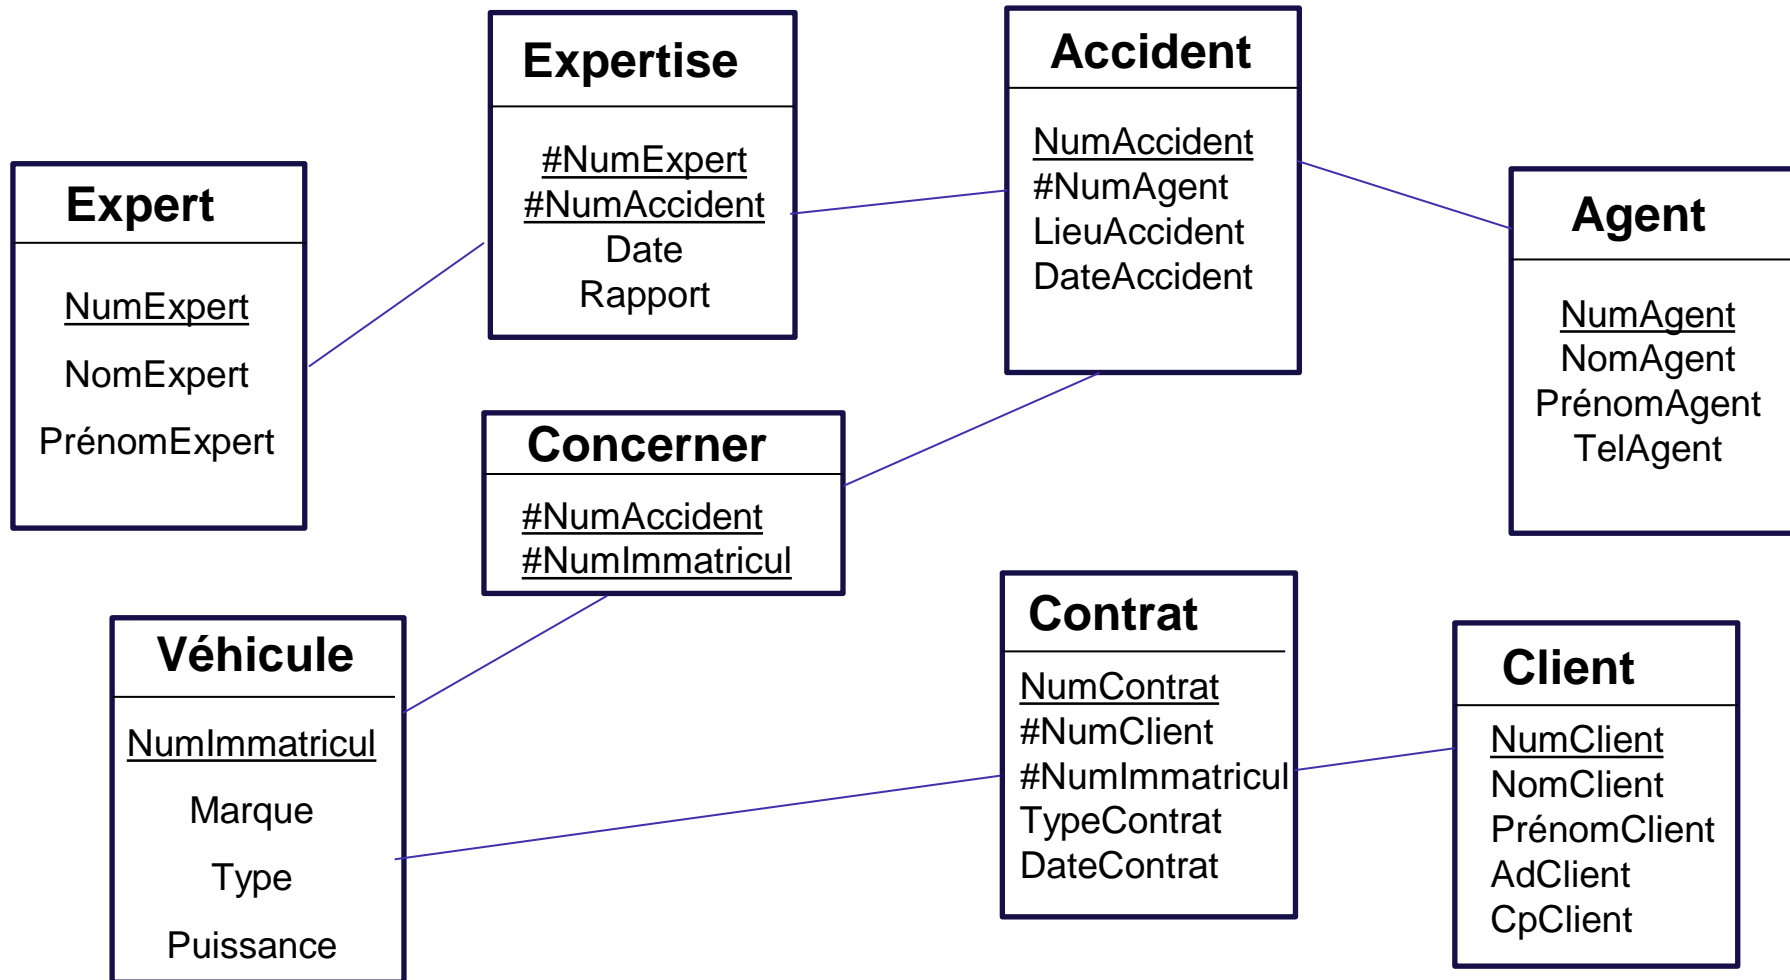 Expert
NumExpert
NomExpert
PrénomExpert
Expertise
#NumExpert
#NumAccident
Date
Rapport
Accident
NumAccident
#NumAgent
LieuAccident
DateAccident
Agent
NumAgent
NomAgent
PrénomAgent
TelAgent
Concerner
#NumAccident
#NumImmatricul
Véhicule
NumImmatricul
Marque
Type
Puissance
Contrat
NumContrat
#NumClient
#NumImmatricul
TypeContrat
DateContrat
Client
NumClient
NomClient
PrénomClient
AdClient
CpClient